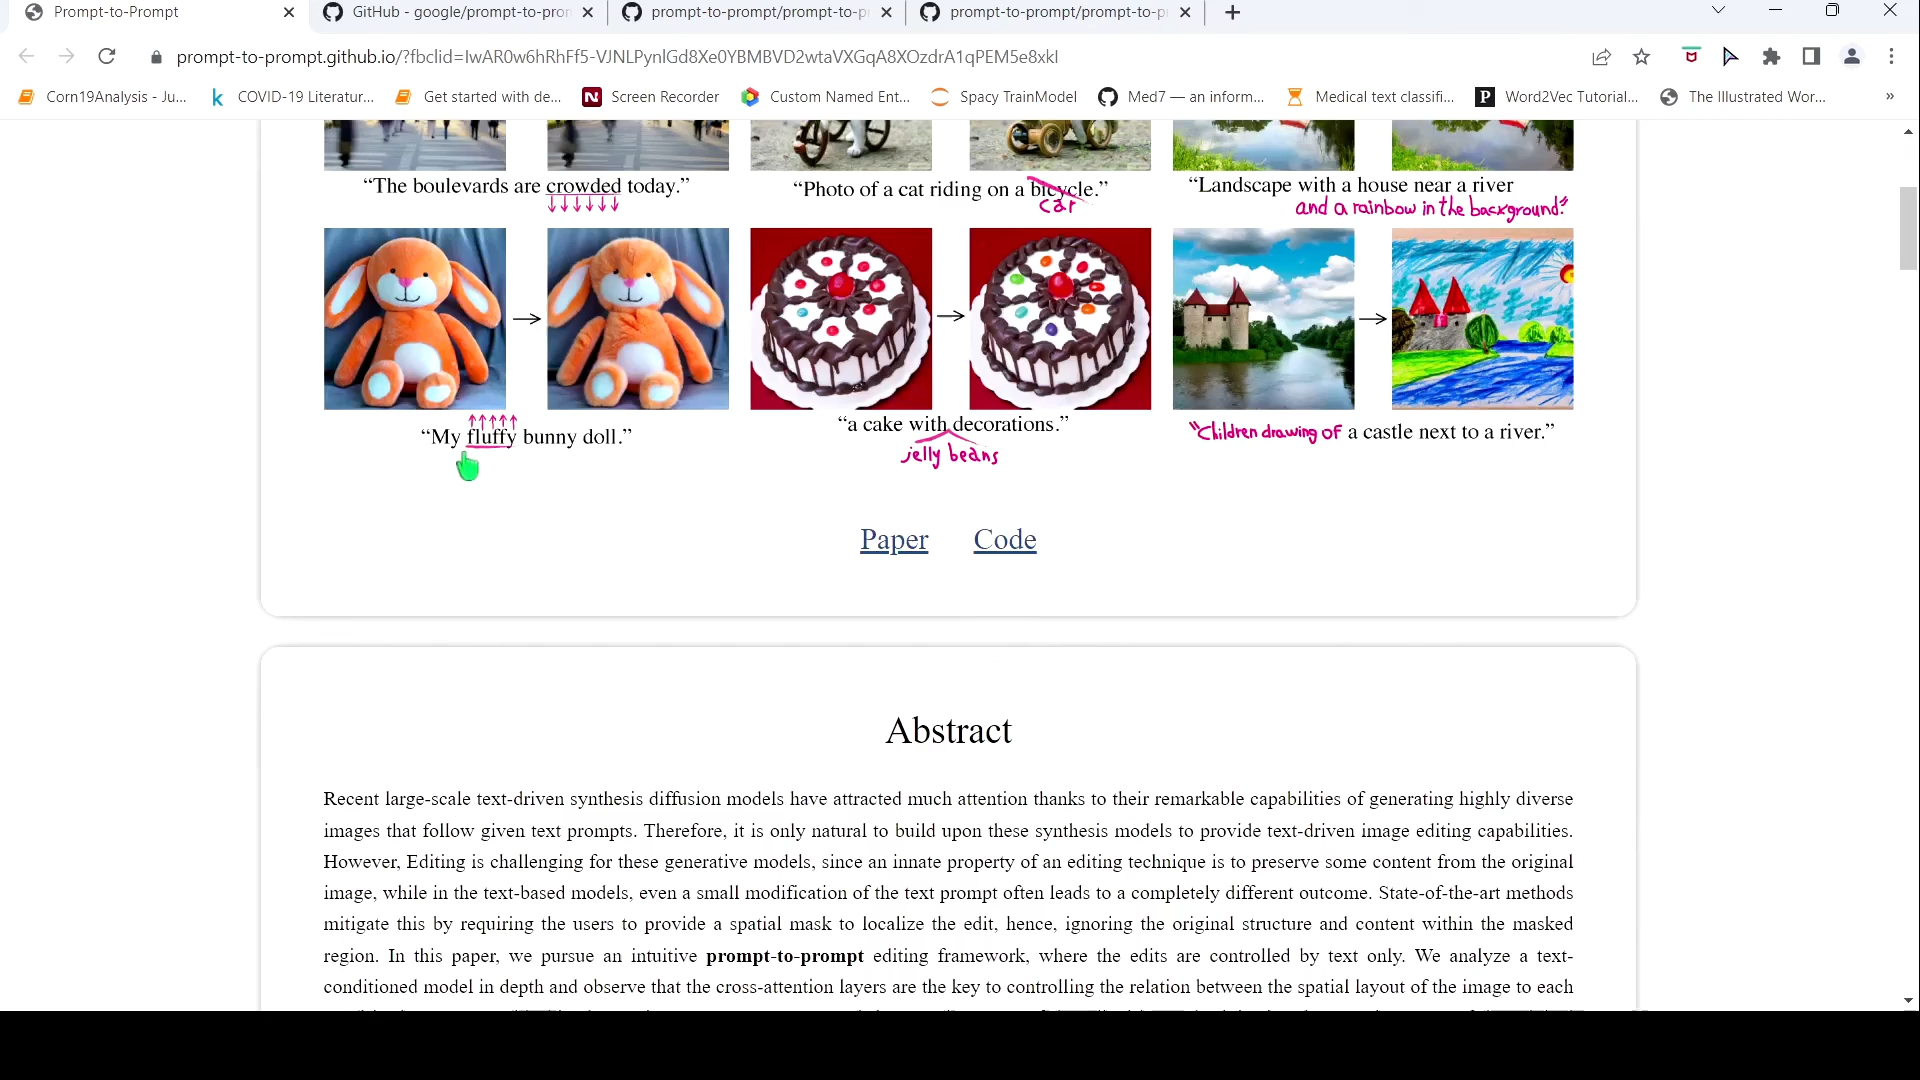 Prompt-to-Prompt
GitHub - google/prompt-to-pron
prompt-to-prompt/prompt-to-p
prompt-to-prompt/prompt-to-p
prompt-to-prompt.github.io/?fbclid=IwAR0w6hRhFf5-VJNLPynlGd8Xe0YBMBVD2wtaVXGqA8XOzdrA1qPEM5e8xkI
Corn19Analysis - Ju...
COVID-19 Literatur...
Get started with de...
Screen Recorder
Custom Named Ent...
Spacy TrainModel
Med7 — an inform...
Medical text classifi...
Word2Vec Tutorial...
The Illustrated Wor...
»
“The boulevards are crowded today.”
“Photo of a cat riding on a bicycle.”
car
“Landscape with a house near a river
and a rainbow in the background.”
“My fluffy bunny doll.”
“a cake with decorations.”
jelly beans
“Children drawing of a castle next to a river.”
Paper
Code
Abstract
Recent large-scale text-driven synthesis diffusion models have attracted much attention thanks to their remarkable capabilities of generating highly diverse
images that follow given text prompts. Therefore, it is only natural to build upon these synthesis models to provide text-driven image editing capabilities.
However, Editing is challenging for these generative models, since an innate property of an editing technique is to preserve some content from the original
image, while in the text-based models, even a small modification of the text prompt often leads to a completely different outcome. State-of-the-art methods
mitigate this by requiring the users to provide a spatial mask to localize the edit, hence, ignoring the original structure and content within the masked
region. In this paper, we pursue an intuitive prompt-to-prompt editing framework, where the edits are controlled by text only. We analyze a text-
conditioned model in depth and observe that the cross-attention layers are the key to controlling the relation between the spatial layout of the image to each